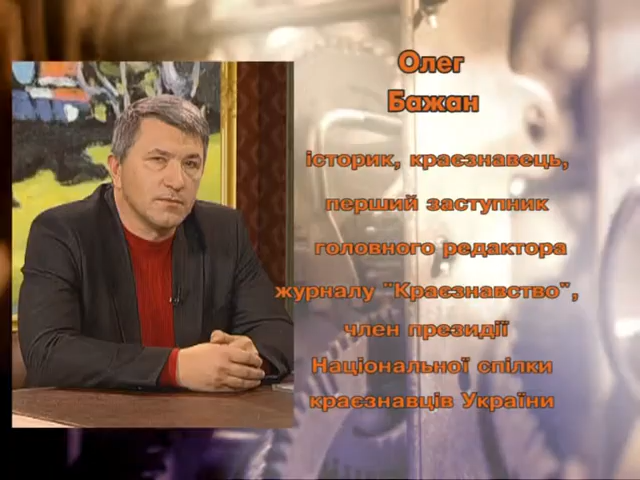 Олег
Бажан
історик, краєзнавець,
перший заступник
головного редактора
журналу "Краєзнавство",
член президії
Національної спілки
краєзнавців України